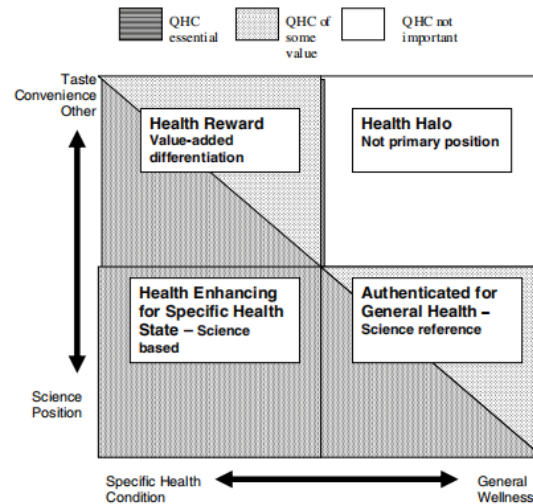 QHC
essential
QHC of
some
value
QHC not
important
Taste
Convenience
Other
Health Reward
Value-added
differentiation
Health Halo
Not primary position
Health Enhancing
for Specific Health
State – Science
based
Authenticated for
General Health –
Science reference
Science
Position
Specific Health
Condition
General
Wellness